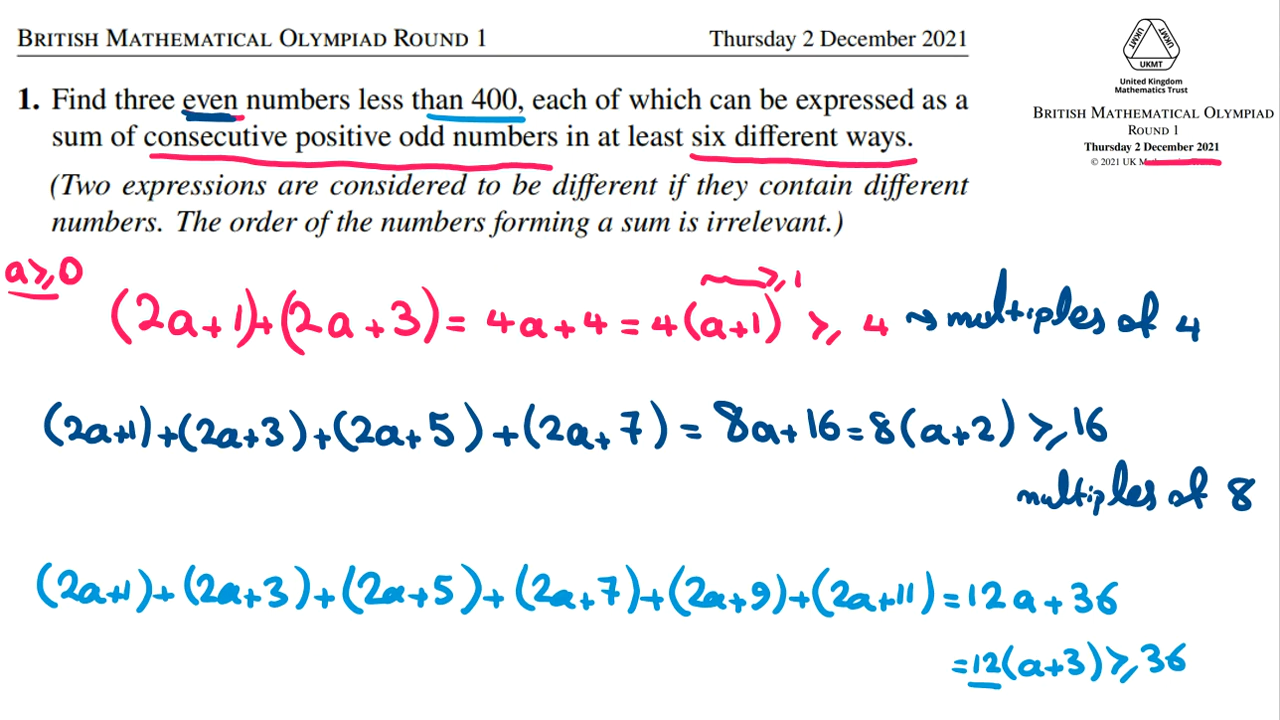 BRITISH MATHEMATICAL OLYMPIAD ROUND 1 Thursday 2 December 2021
1. Find three even numbers less than 400, each of which can be expressed as a
sum of consecutive positive odd numbers in at least six different ways.
(Two expressions are considered to be different if they contain different
numbers. The order of the numbers forming a sum is irrelevant.)
UKMT
UKMT
UKMT
United Kingdom
Mathematics Trust
BRITISH MATHEMATICAL OLYMPIAD
ROUND 1
Thursday 2 December 2021
© 2021 UK
a⩾0
⩾1
(2a+1)+(2a+3)=4a+4=4(a+1)⩾4 → multiples of 4
(2a+1)+(2a+3)+(2a+5)+(2a+7)=8a+16=8(a+2)⩾16
multiples of 8
(2a+1)+(2a+3)+(2a+5)+(2a+7)+(2a+9)+(2a+11)=12a+36
=12(a+3)⩾36